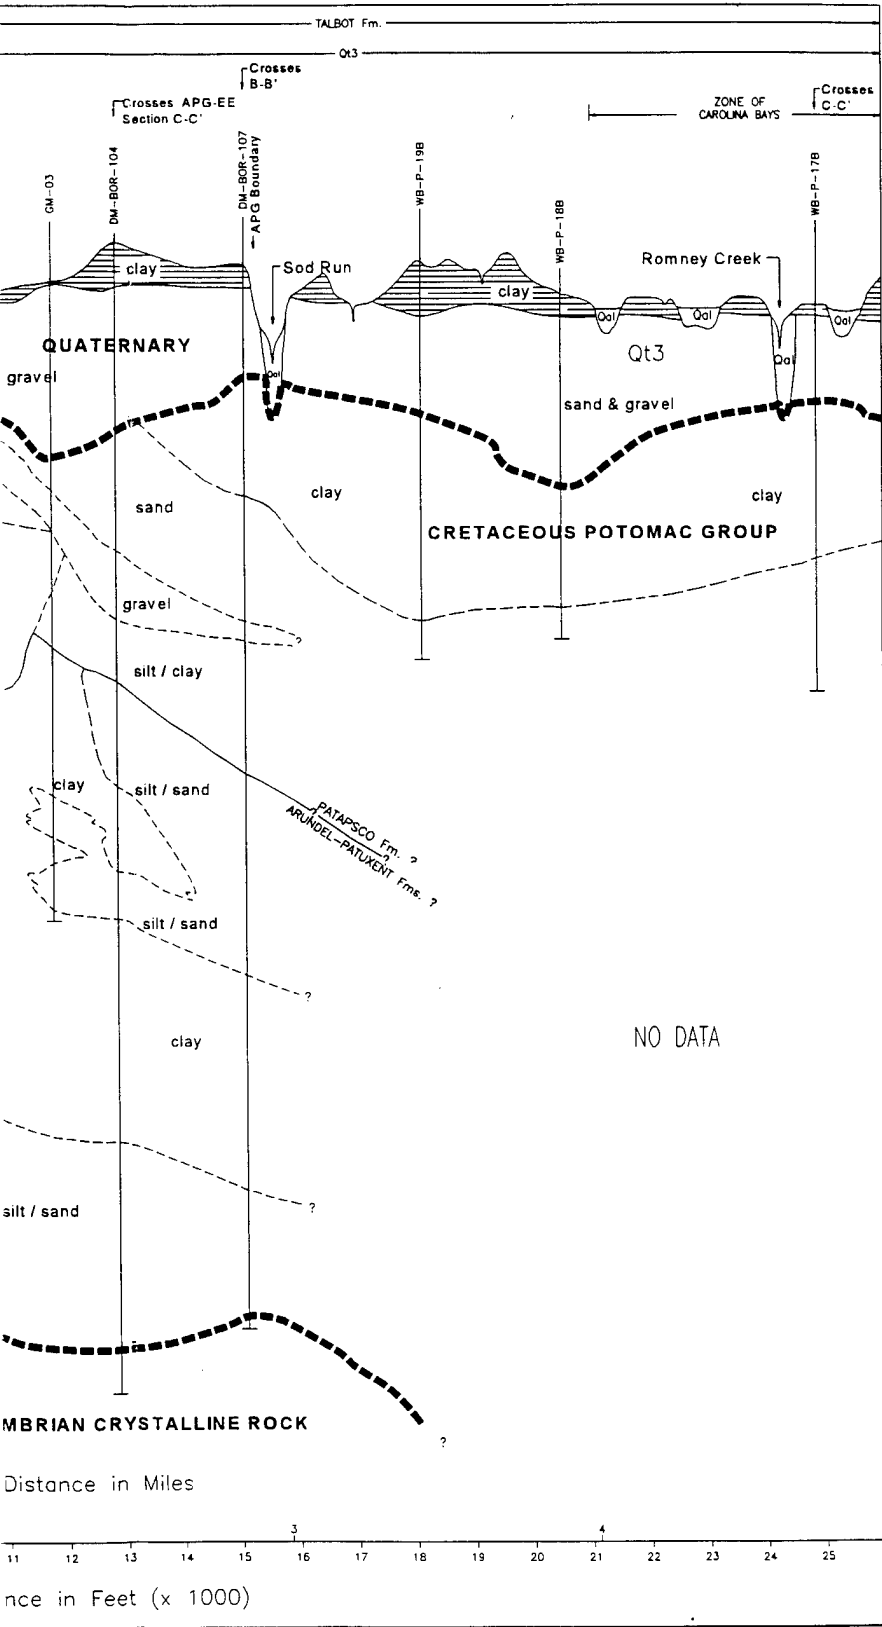 TALBOT Fm.
Qt3
Crosses
B-B'
Crosses APG-EE
Section C-C'
ZONE OF
CAROLINA BAYS
Crosses
C-C'
GM-03
DM-BOR-104
DM-BOR-107
APG Boundary
WB-P-19B
WB-P-18B
WB-P-17B
clay
Sod Run
clay
Romney Creek
Qal
Qal
Qal
QUATERNARY
Qt3
Qal
Qal
gravel
sand & gravel
sand
clay
clay
CRETACEOUS POTOMAC GROUP
gravel
?
silt / clay
clay
silt / sand
?
PATAPSCO Fm. ?
?
ARUNDEL-PATUXENT Fms. ?
silt / sand
?
NO DATA
clay
?
silt / sand
MBRIAN CRYSTALLINE ROCK
?
Distance in Miles
3 4
11 12 13 14 15 16 17 18 19 20 21 22 23 24 25
nce in Feet (x 1000)